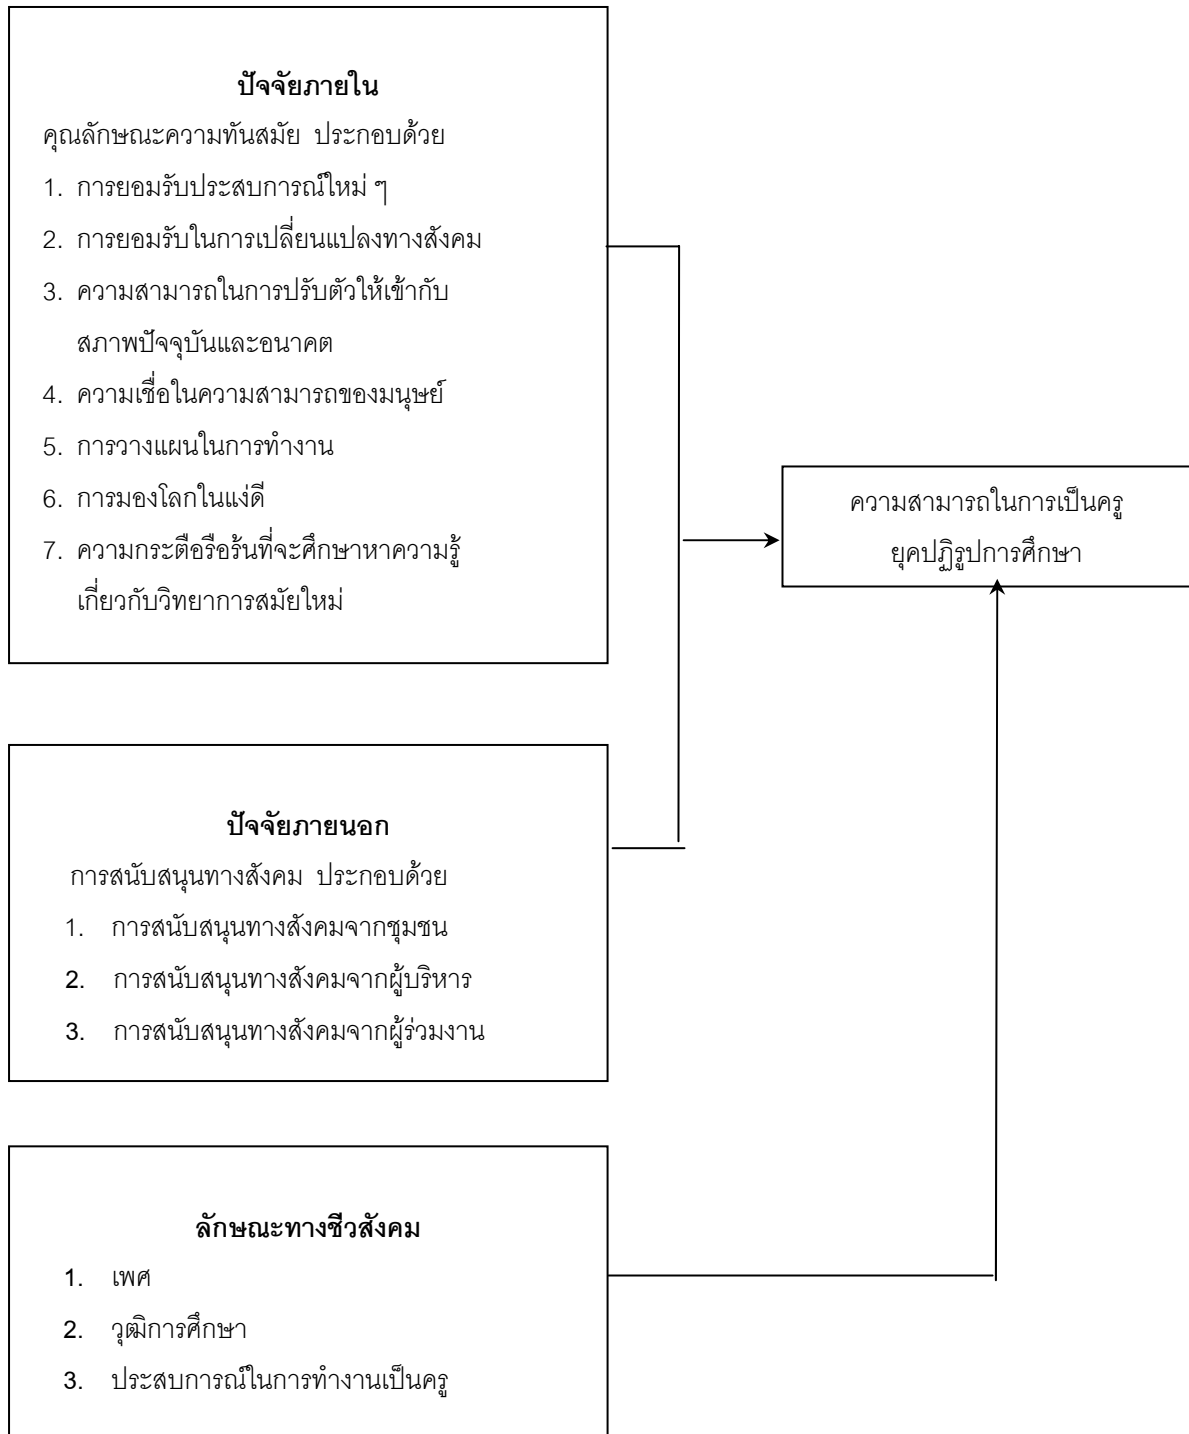 ปัจจัยภายใน
คุณลักษณะความทันสมัย ประกอบด้วย
1. การยอมรับประสบการณ์ใหม่ ๆ
2. การยอมรับในการเปลี่ยนแปลงทางสังคม
3. ความสามารถในการปรับตัวให้เข้ากับ
สภาพปัจจุบันและอนาคต
4. ความเชื่อในความสามารถของมนุษย์
5. การวางแผนในการทำงาน
6. การมองโลกในแง่ดี
7. ความกระตือรือร้นที่จะศึกษาหาความรู้
เกี่ยวกับวิทยาการสมัยใหม่
ความสามารถในการเป็นครู
ยุคปฏิรูปการศึกษา
ปัจจัยภายนอก
การสนับสนุนทางสังคม ประกอบด้วย
1. การสนับสนุนทางสังคมจากชุมชน
2. การสนับสนุนทางสังคมจากผู้บริหาร
3. การสนับสนุนทางสังคมจากผู้ร่วมงาน
ลักษณะทางชีวสังคม
1. เพศ
2. วุฒิการศึกษา
3. ประสบการณ์ในการทำงานเป็นครู